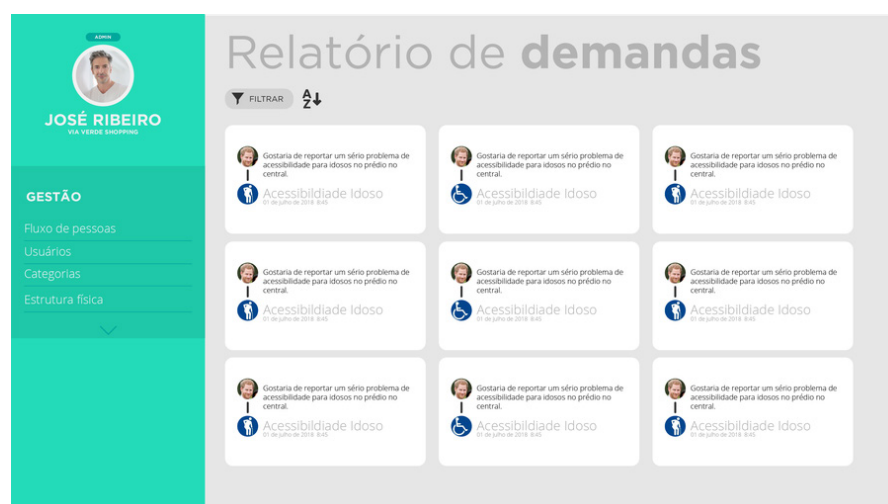 ADMIN
JOSÉ RIBEIRO
VIA VERDE SHOPPING
GESTÃO
Fluxo de pessoas
Usuários
Categorias
Estrutura física
Relatório de demandas
FILTRAR
A
Z
Gostaria de reportar um sério problema de
acessibilidade para idosos no prédio no
central.
Acessibildiade Idoso
01 de julho de 2018 8:45
Gostaria de reportar um sério problema de
acessibilidade para idosos no prédio no
central.
Acessibildiade Idoso
01 de julho de 2018 8:45
Gostaria de reportar um sério problema de
acessibilidade para idosos no prédio no
central.
Acessibildiade Idoso
01 de julho de 2018 8:45
Gostaria de reportar um sério problema de
acessibilidade para idosos no prédio no
central.
Acessibildiade Idoso
01 de julho de 2018 8:45
Gostaria de reportar um sério problema de
acessibilidade para idosos no prédio no
central.
Acessibildiade Idoso
01 de julho de 2018 8:45
Gostaria de reportar um sério problema de
acessibilidade para idosos no prédio no
central.
Acessibildiade Idoso
01 de julho de 2018 8:45
Gostaria de reportar um sério problema de
acessibilidade para idosos no prédio no
central.
Acessibildiade Idoso
01 de julho de 2018 8:45
Gostaria de reportar um sério problema de
acessibilidade para idosos no prédio no
central.
Acessibildiade Idoso
01 de julho de 2018 8:45
Gostaria de reportar um sério problema de
acessibilidade para idosos no prédio no
central.
Acessibildiade Idoso
01 de julho de 2018 8:45